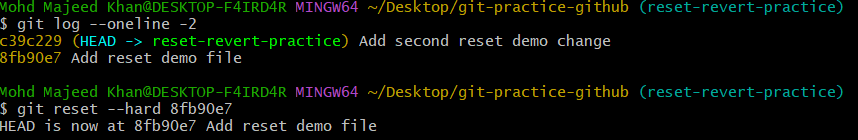 Mohd Majeed Khan@DESKTOP-F4IRD4R MINGW64 ~/Desktop/git-practice-github (reset-revert-practice)
$ git log --oneline -2
c39c229 (HEAD -> reset-revert-practice) Add second reset demo change
8fb90e7 Add reset demo file
Mohd Majeed Khan@DESKTOP-F4IRD4R MINGW64 ~/Desktop/git-practice-github (reset-revert-practice)
$ git reset --hard 8fb90e7
HEAD is now at 8fb90e7 Add reset demo file